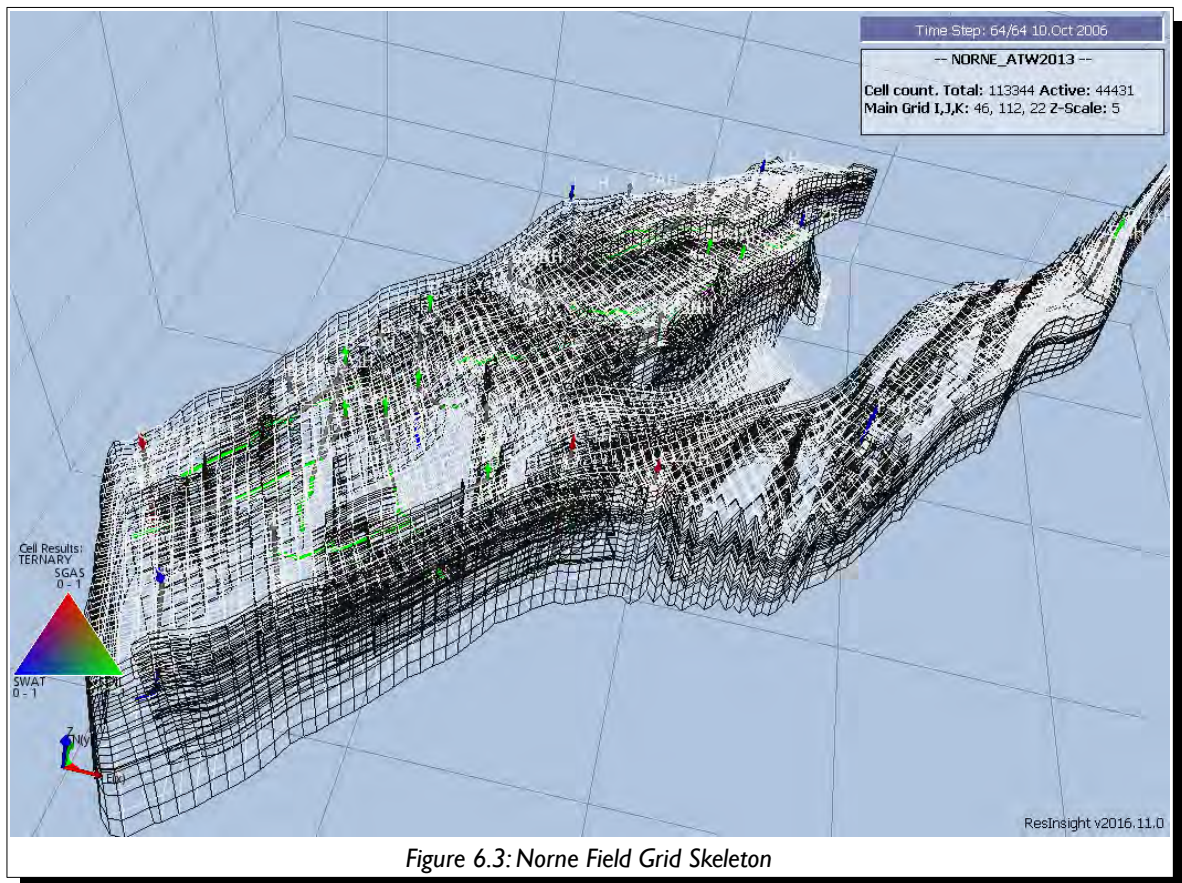 Time Step: 64/64 10.Oct 2006
-- NORNE_ATW2013 --
Cell count. Total: 113344 Active: 44431
Main Grid I,J,K: 46, 112, 22 Z-Scale: 5
Cell Results:
TERNARY
SGAS
0 - 1
SWAT
0 - 1
Z
N(y
E(x)
ResInsight v2016.11.0
Figure 6.3: Norne Field Grid Skeleton